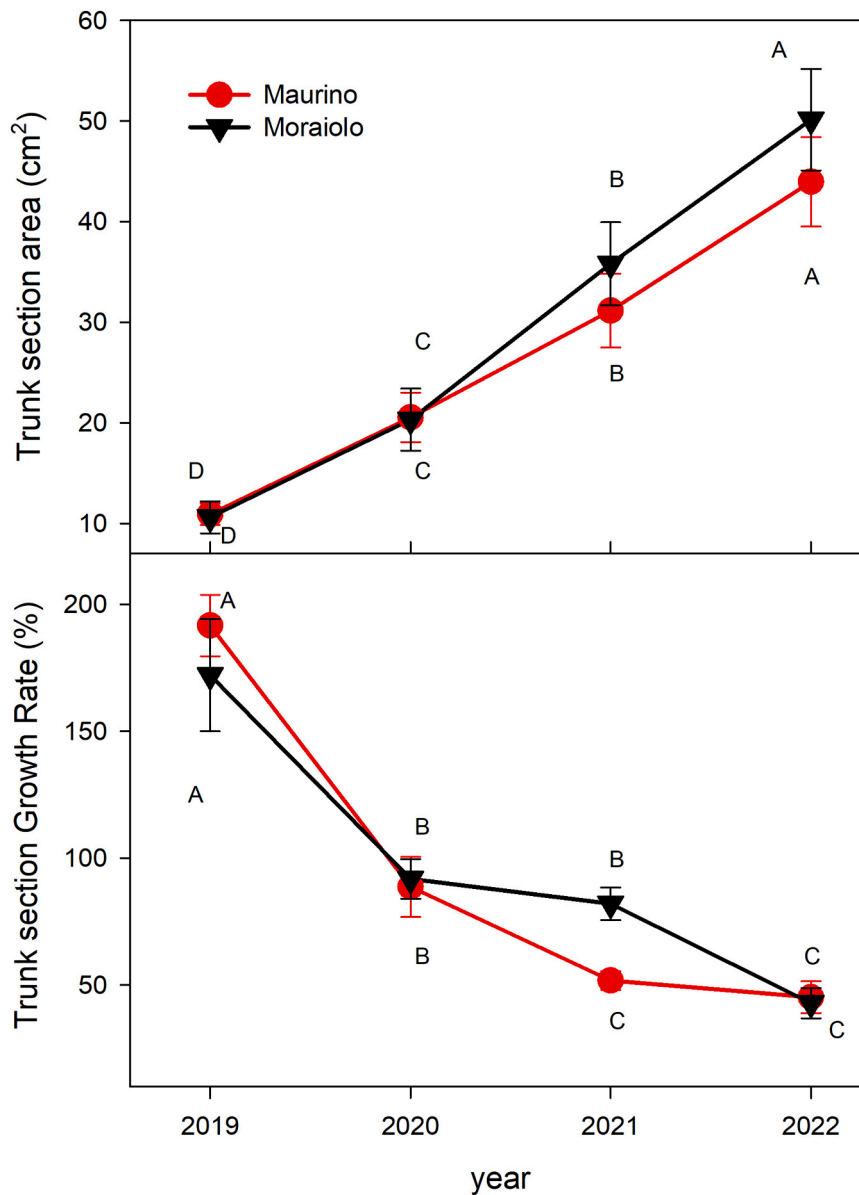 60
50
40
30
20
10
Trunk section area (cm²)
Maurino
Moraiolo
A
B
A
C
B
C
D
D
200
150
100
50
Trunk section Growth Rate (%)
A
A
B
B
B
C
C
C
2019 2020 2021 2022
year